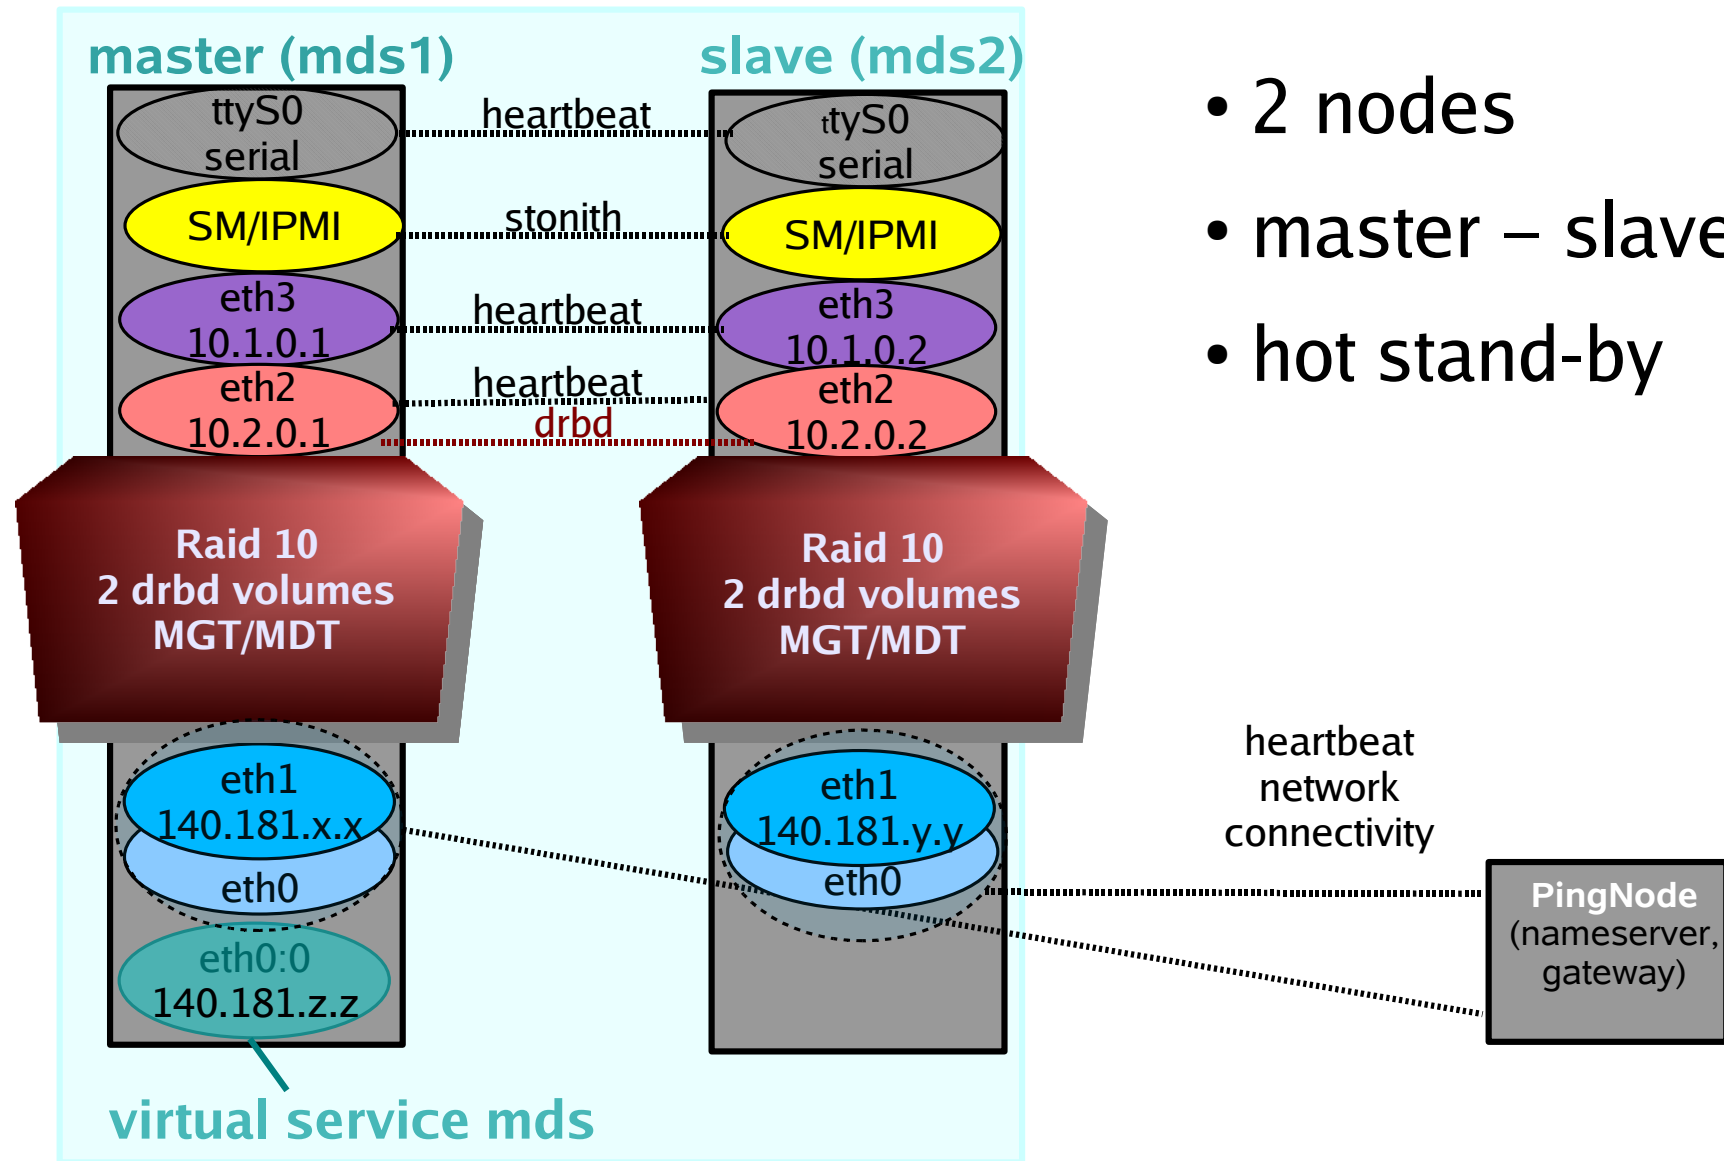 master (mds1)
slave (mds2)
ttyS0
serial
heartbeat
ttyS0
serial
SM/IPMI
stonith
SM/IPMI
eth3
10.1.0.1
heartbeat
eth3
10.1.0.2
eth2
10.2.0.1
heartbeat
drbd
eth2
10.2.0.2
Raid 10
2 drbd volumes
MGT/MDT
Raid 10
2 drbd volumes
MGT/MDT
eth1
140.181.x.x
eth0
eth1
140.181.y.y
eth0
eth0:0
140.181.z.z
virtual service mds
• 2 nodes
• master – slave
• hot stand-by
heartbeat
network
connectivity
PingNode
(nameserver,
gateway)